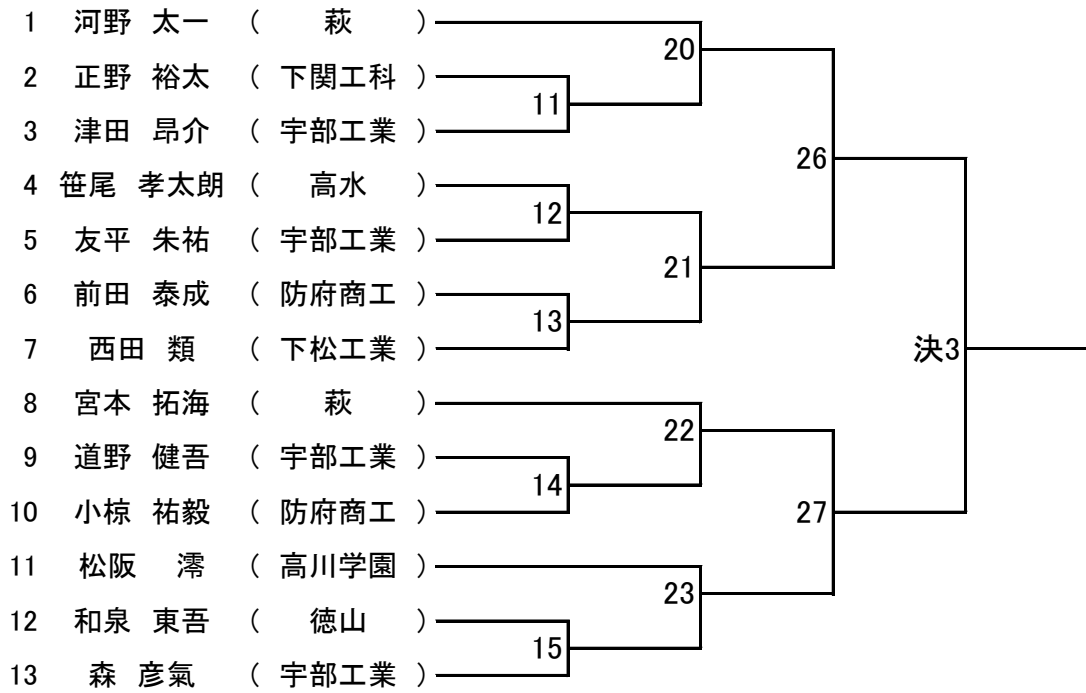 1 河野 太一 ( 萩 )
20
2 正野 裕太 ( 下関工科 )
11
3 津田 昂介 ( 宇部工業 )
26
4 笹尾 孝太朗 ( 高水 )
12
5 友平 朱祐 ( 宇部工業 )
21
6 前田 泰成 ( 防府商工 )
13
7 西田 類 ( 下松工業 )
決3
8 宮本 拓海 ( 萩 )
22
9 道野 健吾 ( 宇部工業 )
14
10 小椋 祐毅 ( 防府商工 )
27
11 松阪 澪 ( 高川学園 )
23
12 和泉 東吾 ( 徳山 )
15
13 森 彦氣 ( 宇部工業 )